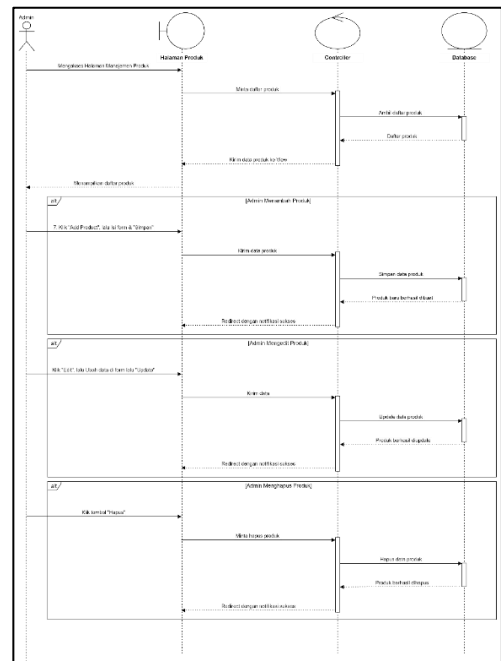 Admin
Halaman Produk
Controller
Database
Mengakses Halaman Manajemen Produk
Minta daftar produk
Ambil daftar produk
Daftar produk
Kirim data produk ke View
Menampilkan daftar produk
alt
[Admin Menambah Produk]
7. Klik "Add Product", lalu isi form & "Simpan"
Kirim data produk
Simpan data produk
Produk baru berhasil dibuat
Redirect dengan notifikasi sukses
alt
[Admin Mengedit Produk]
Klik "Edit", lalu Ubah data di form lalu "Update"
Kirim data
Update data produk
Produk berhasil diupdate
Redirect dengan notifikasi sukses
alt
[Admin Menghapus Produk]
Klik tombol "Hapus"
Minta hapus produk
Hapus data produk
Produk berhasil dihapus
Redirect dengan notifikasi sukses